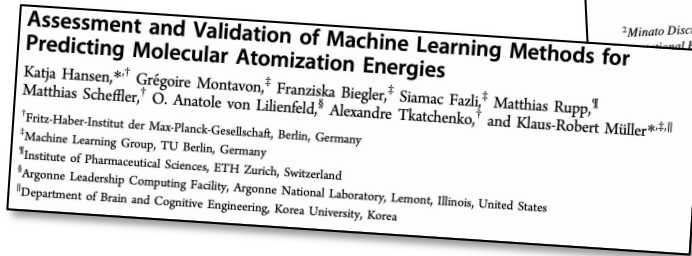 Assessment and Validation of Machine Learning Methods for
Predicting Molecular Atomization Energies
Katja Hansen,*,† Grégoire Montavon,‡ Franziska Biegler,‡ Siamac Fazli,‡ Matthias Rupp,¶
Matthias Scheffler,† O. Anatole von Lilienfeld,§ Alexandre Tkatchenko,† and Klaus-Robert Müller*,‡,∥
†Fritz-Haber-Institut der Max-Planck-Gesellschaft, Berlin, Germany
‡Machine Learning Group, TU Berlin, Germany
¶Institute of Pharmaceutical Sciences, ETH Zurich, Switzerland
§Argonne Leadership Computing Facility, Argonne National Laboratory, Lemont, Illinois, United States
∥Department of Brain and Cognitive Engineering, Korea University, Korea
²Minato